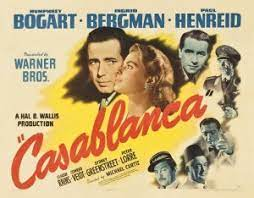 HUMPHREY BOGART
INGRID BERGMAN
PAUL HENREID
Presented by
WARNER BROS.
A HAL B. WALLIS
PRODUCTION
"CASABLANCA"
CLAUDE RAINS
CONRAD VEIDT
SYDNEY GREENSTREET
PETER LORRE
Directed by MICHAEL CURTIZ